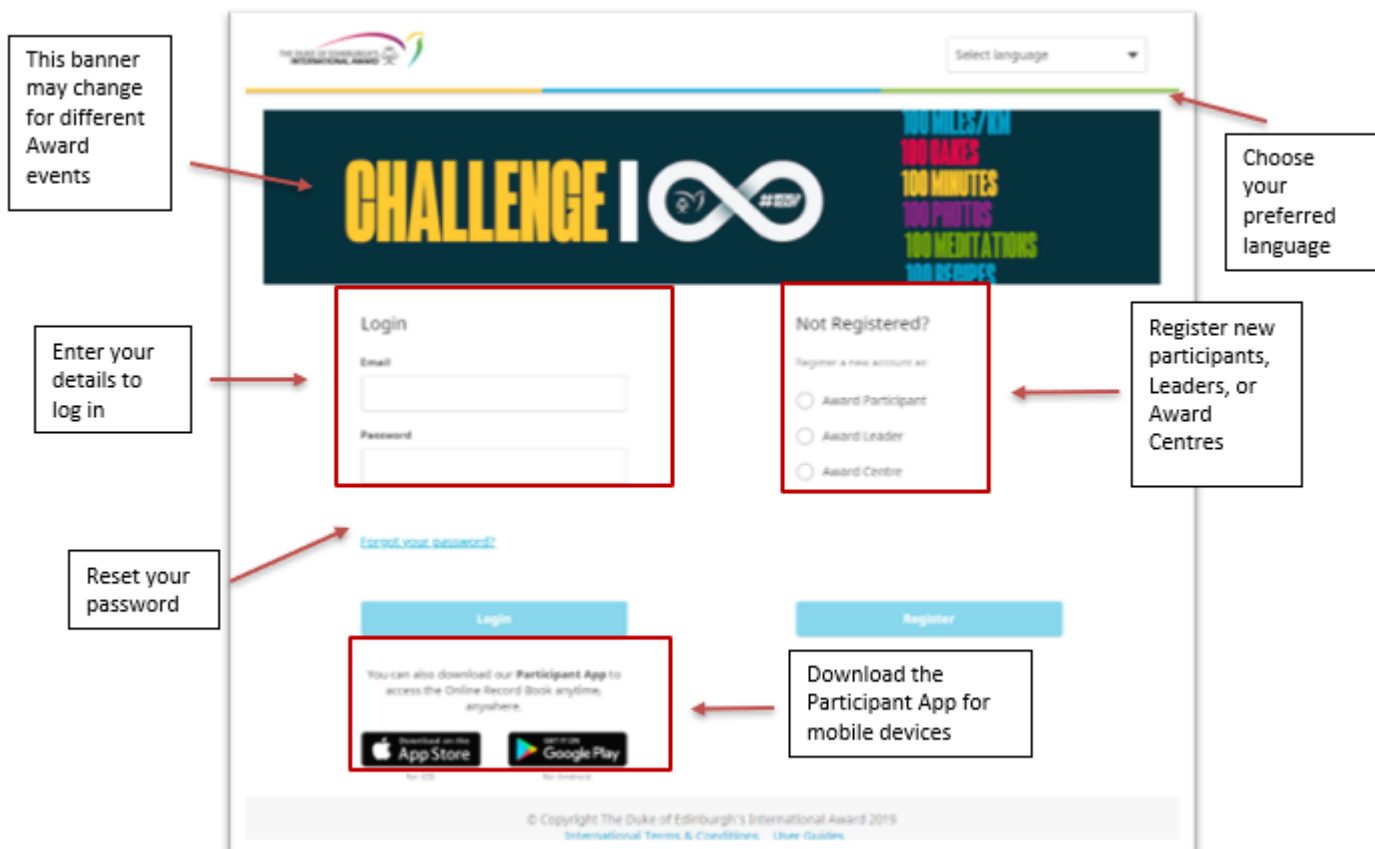 This banner
may change
for different
Award
events
THE DUKE OF EDINBURGH'S
INTERNATIONAL AWARD
Select language
Choose
your
preferred
language
CHALLENGE 100
#WORLD
READY
100 MILES/KM
100 CAKES
100 MINUTES
100 PHOTOS
100 MEDITATIONS
100 RECIPES
Enter your
details to
log in
Login
Email
Password
Not Registered?
Register a new account as:
Award Participant
Award Leader
Award Centre
Register new
participants,
Leaders, or
Award
Centres
Reset your
password
Forgot your password?
Login
Register
You can also download our Participant App to
access the Online Record Book anytime,
anywhere.
Download on the
App Store
for iOS
GET IT ON
Google Play
for Android
Download the
Participant App for
mobile devices
© Copyright The Duke of Edinburgh's International Award 2019
International Terms & Conditions User Guides